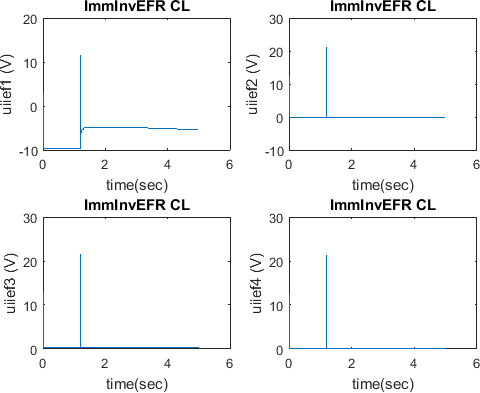 ImmInvEFR CL
20
10
0
-10
uiief1 (V)
0
2
4
6
time(sec)
ImmInvEFR CL
30
20
10
0
-10
uiief2 (V)
0
2
4
6
time(sec)
ImmInvEFR CL
30
20
10
0
uiief3 (V)
0
2
4
6
time(sec)
ImmInvEFR CL
30
20
10
0
uiief4 (V)
0
2
4
6
time(sec)